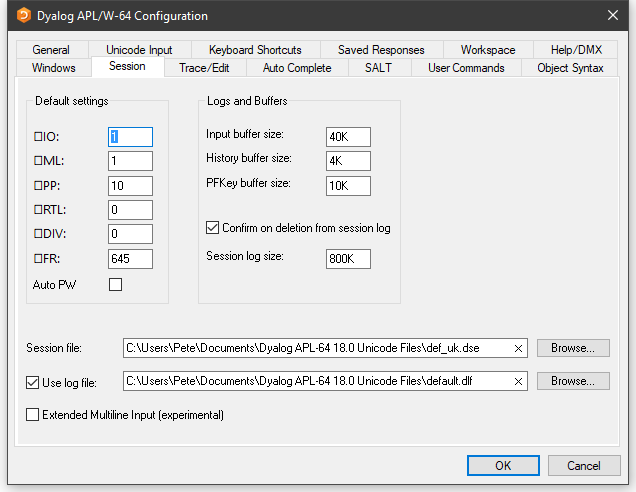 Dyalog APL/W-64 Configuration
General Unicode Input Keyboard Shortcuts Saved Responses Workspace Help/DMX
Windows Session Trace/Edit Auto Complete SALT User Commands Object Syntax
Default settings
⎕IO: 1
⎕ML: 1
⎕PP: 10
⎕RTL: 0
⎕DIV: 0
⎕FR: 645
Auto PW
Logs and Buffers
Input buffer size: 40K
History buffer size: 4K
PFKey buffer size: 10K
Confirm on deletion from session log
Session log size: 800K
Session file: C:\Users\Pete\Documents\Dyalog APL-64 18.0 Unicode Files\def_uk.dse Browse...
Use log file: C:\Users\Pete\Documents\Dyalog APL-64 18.0 Unicode Files\default.dlf Browse...
Extended Multiline Input (experimental)
OK Cancel